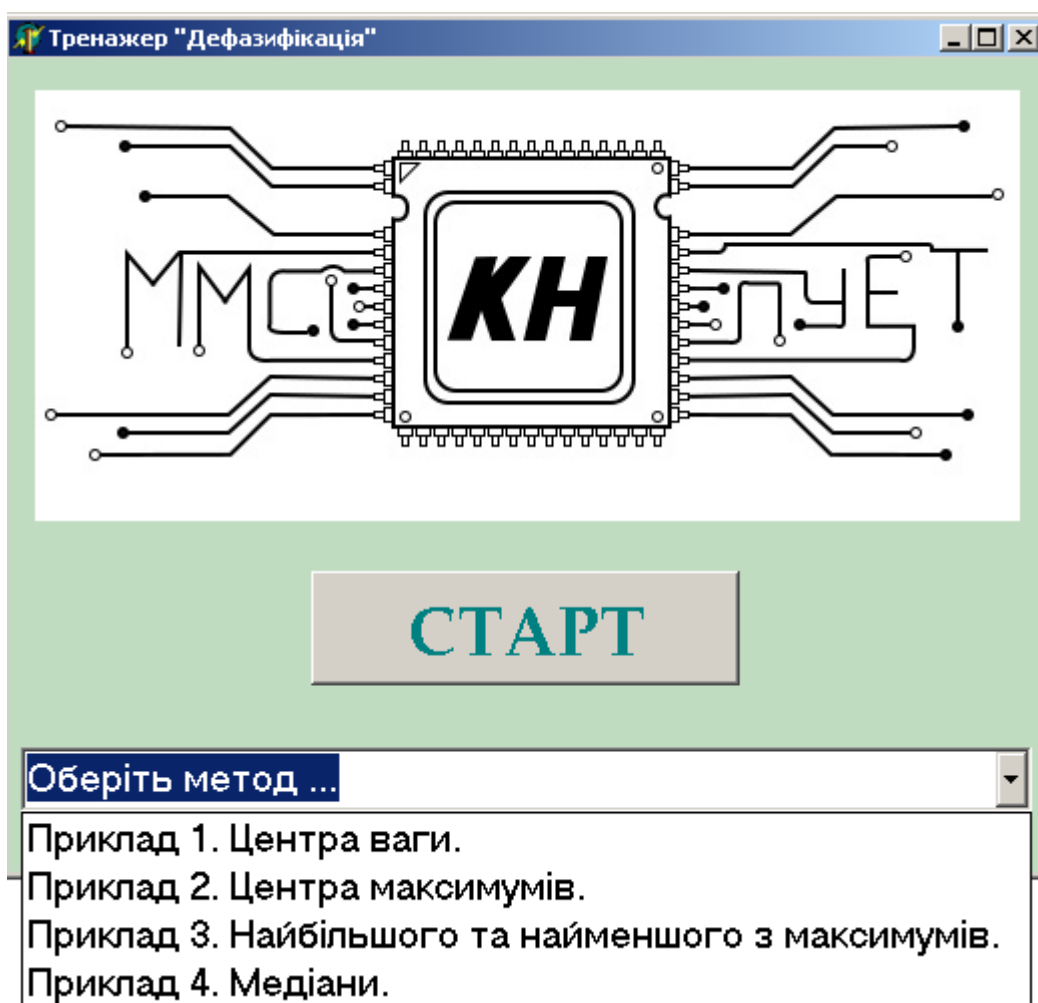 Тренажер "Дефазифікація"
ММСІ КН ПУЕТ
СТАРТ
Оберіть метод ...
Приклад 1. Центра ваги.
Приклад 2. Центра максимумів.
Приклад 3. Найбільшого та найменшого з максимумів.
Приклад 4. Медіани.